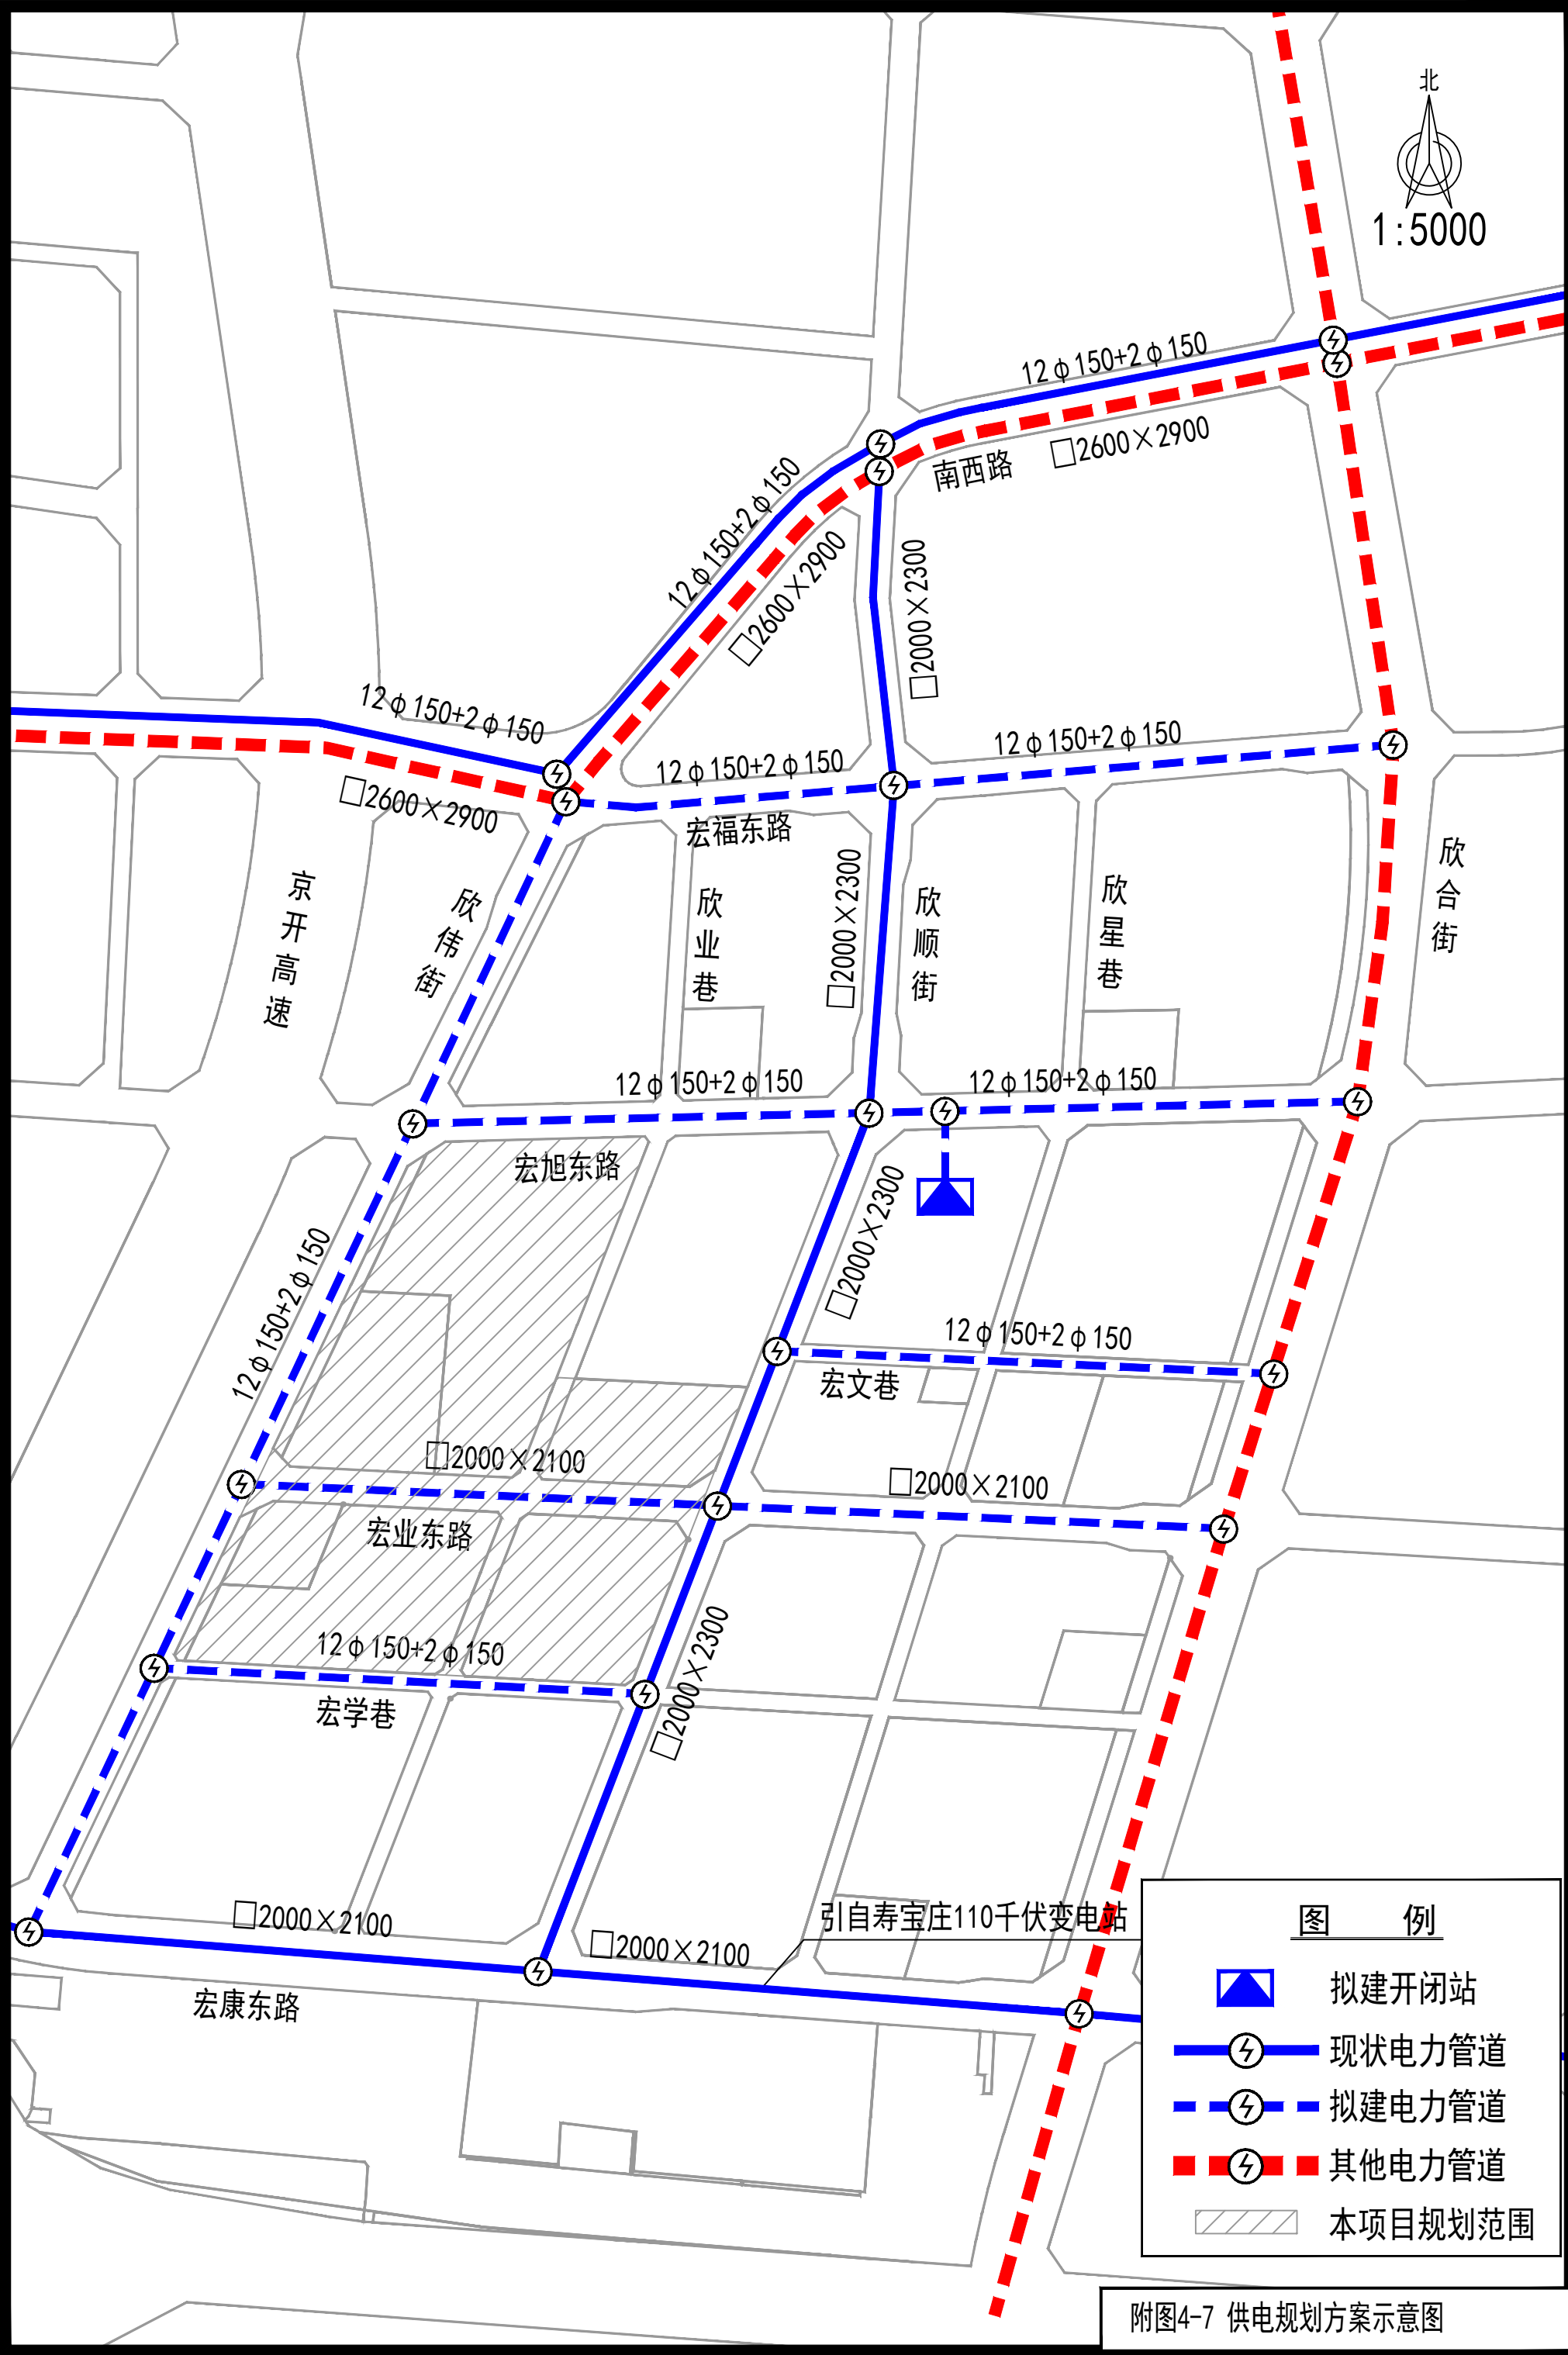 北
1:5000
12φ150+2φ150
□2600×2900
南西路
12φ150+2φ150
□2600×2900
□2000×2300
12φ150+2φ150
□2600×2900
12φ150+2φ150
12φ150+2φ150
宏福东路
京开高速
欣伟街
欣业巷
□2000×2300
欣顺街
欣星巷
欣合街
12φ150+2φ150
12φ150+2φ150
宏旭东路
□2000×2300
12φ150+2φ150
12φ150+2φ150
宏文巷
□2000×2100
□2000×2100
宏业东路
12φ150+2φ150
□2000×2300
宏学巷
□2000×2100
□2000×2100
引自寿宝庄110千伏变电站
宏康东路
图 例
拟建开闭站
现状电力管道
拟建电力管道
其他电力管道
本项目规划范围
附图4-7 供电规划方案示意图